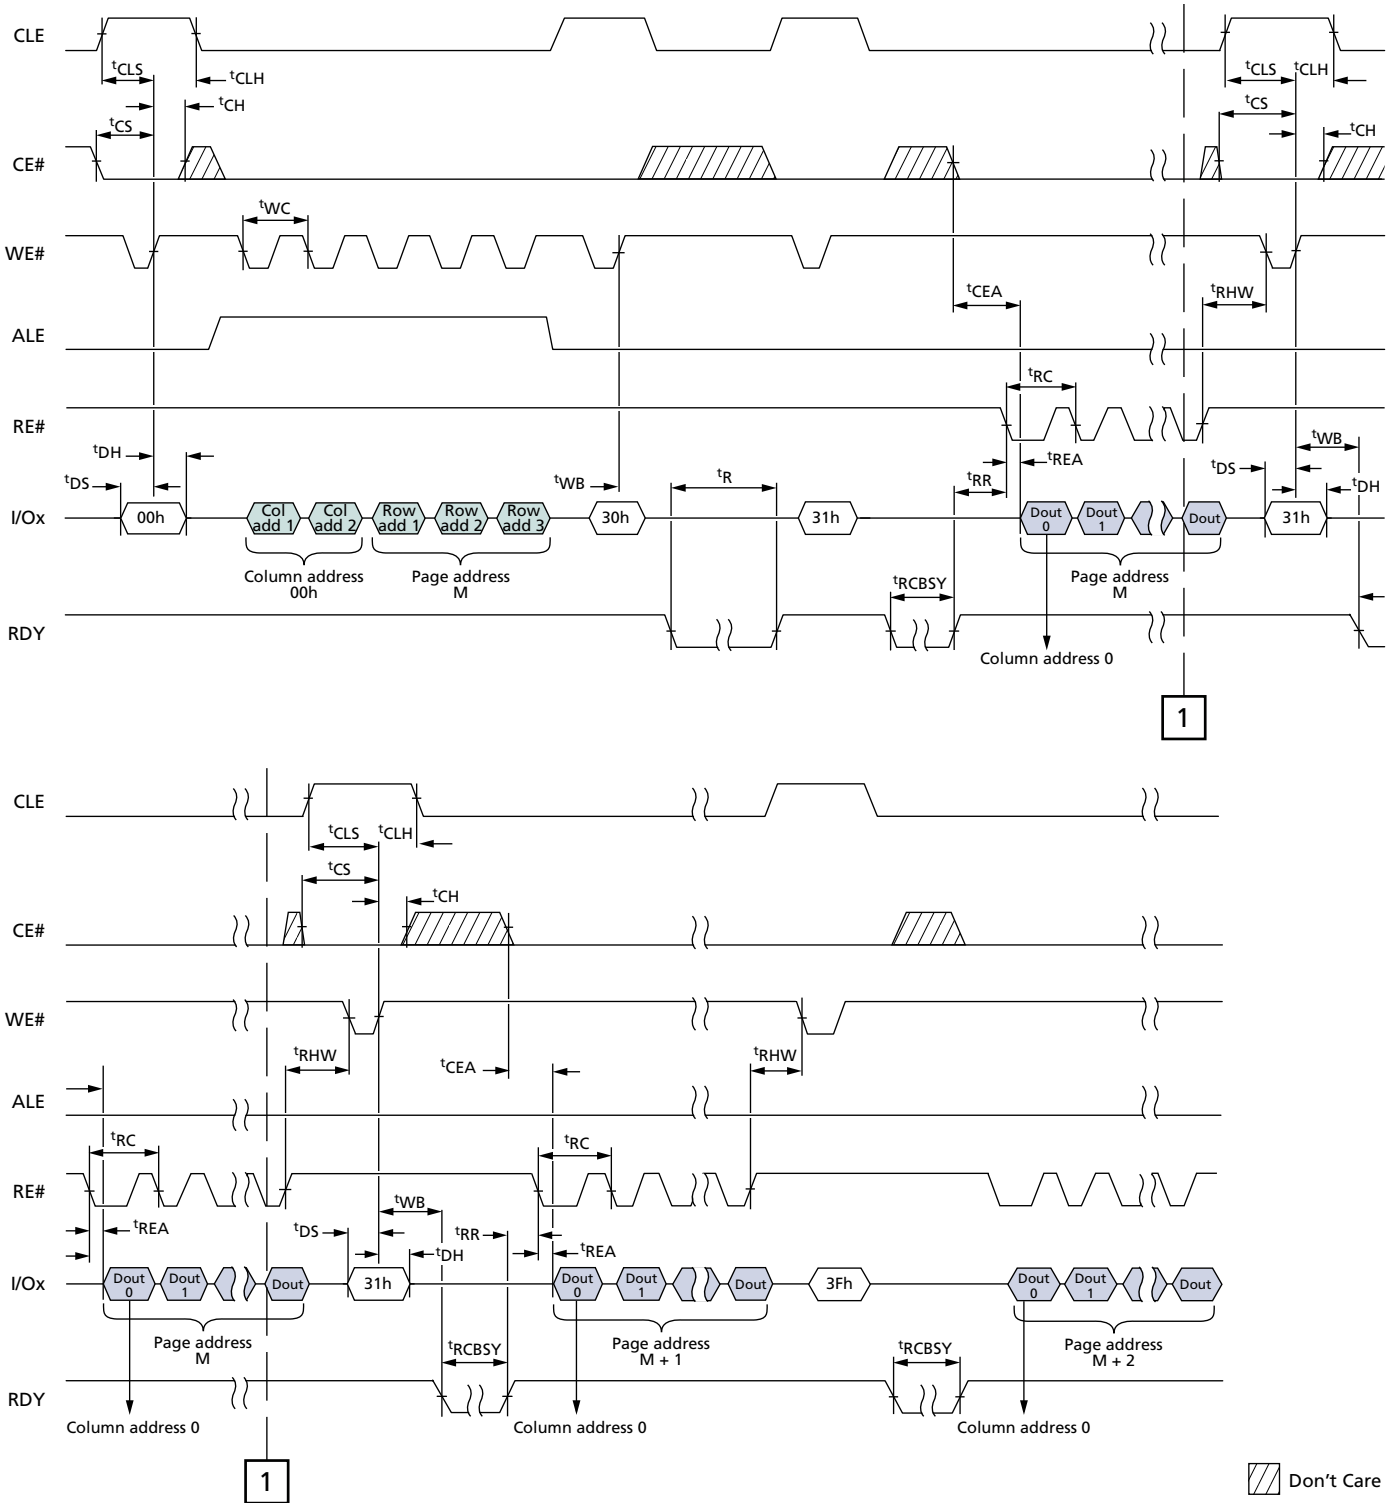 CLE
tCLS
tCLH
tCLS
tCLH
tCH
tCS
tCS
tCH
CE#
tWC
WE#
tCEA
tRHW
ALE
tRC
RE#
tDH
tREA
tWB
tDS
tWB
tR
tRR
tDS
tDH
I/Ox
00h
Col add 1
Col add 2
Row add 1
Row add 2
Row add 3
30h
31h
Dout 0
Dout 1
Dout
31h
Column address 00h
Page address M
tRCBSY
Page address M
RDY
Column address 0
1
CLE
tCLS
tCLH
tCS
tCH
CE#
WE#
tRHW
tCEA
tRHW
ALE
tRC
tRC
RE#
tREA
tDS
tWB
tRR
tDH
tREA
I/Ox
Dout 0
Dout 1
Dout
31h
Dout 0
Dout 1
Dout
3Fh
Dout 0
Dout 1
Dout
Page address M
tRCBSY
Page address M + 1
tRCBSY
Page address M + 2
RDY
Column address 0
Column address 0
Column address 0
1
Don't Care